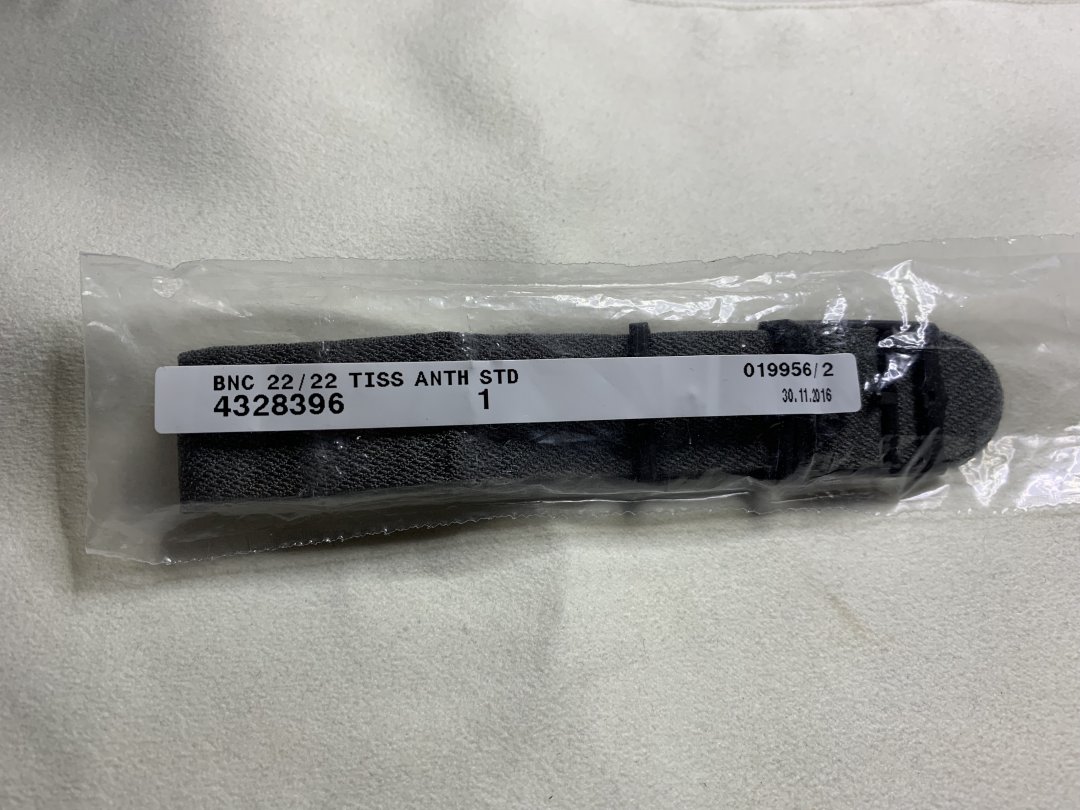 BNC 22/22 TISS ANTH STD
4328396
1
019956/2
30.11.2016